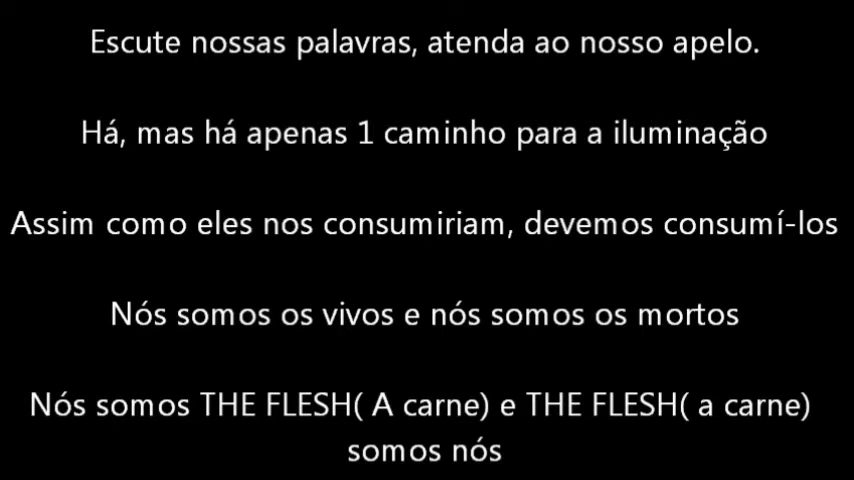 Escute nossas palavras, atenda ao nosso apelo.
Há, mas há apenas 1 caminho para a iluminação
Assim como eles nos consumiriam, devemos consumí-los
Nós somos os vivos e nós somos os mortos
Nós somos THE FLESH( A carne) e THE FLESH( a carne)
somos nós